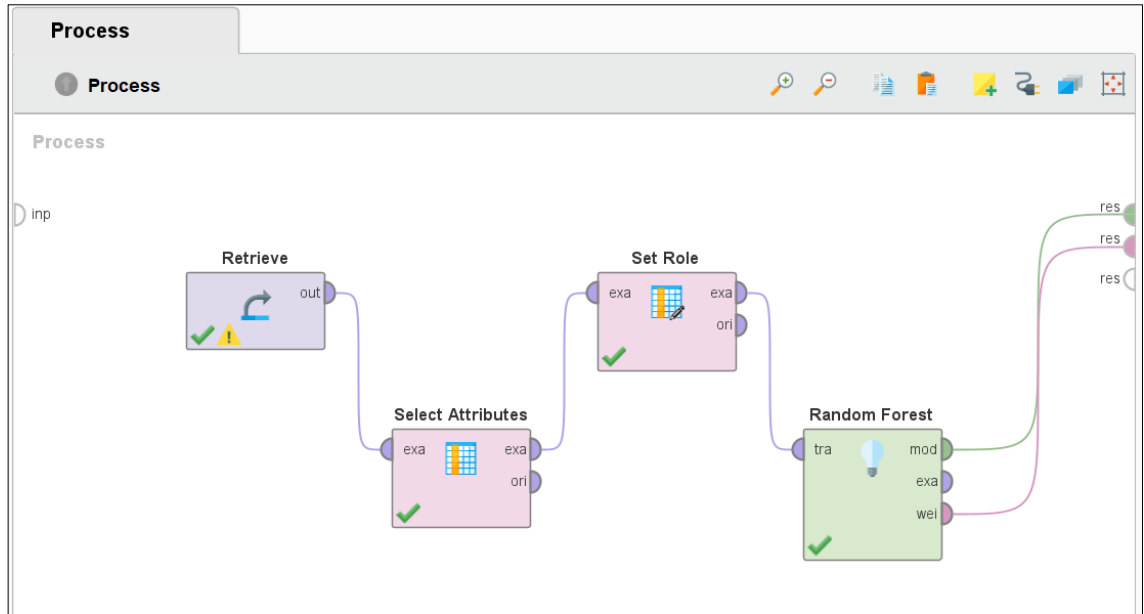 Process
Process
Process
inp
res
res
res
Retrieve
out
Set Role
exa
exa
ori
Select Attributes
exa
exa
ori
Random Forest
tra
mod
exa
wei